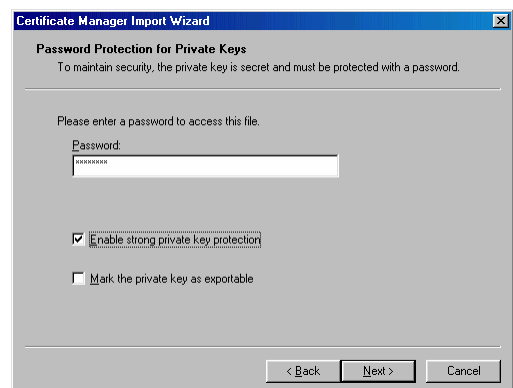 Certificate Manager Import Wizard
Password Protection for Private Keys
To maintain security, the private key is secret and must be protected with a password.
Please enter a password to access this file.
Password:
××××××××
Enable strong private key protection
Mark the private key as exportable
< Back
Next >
Cancel